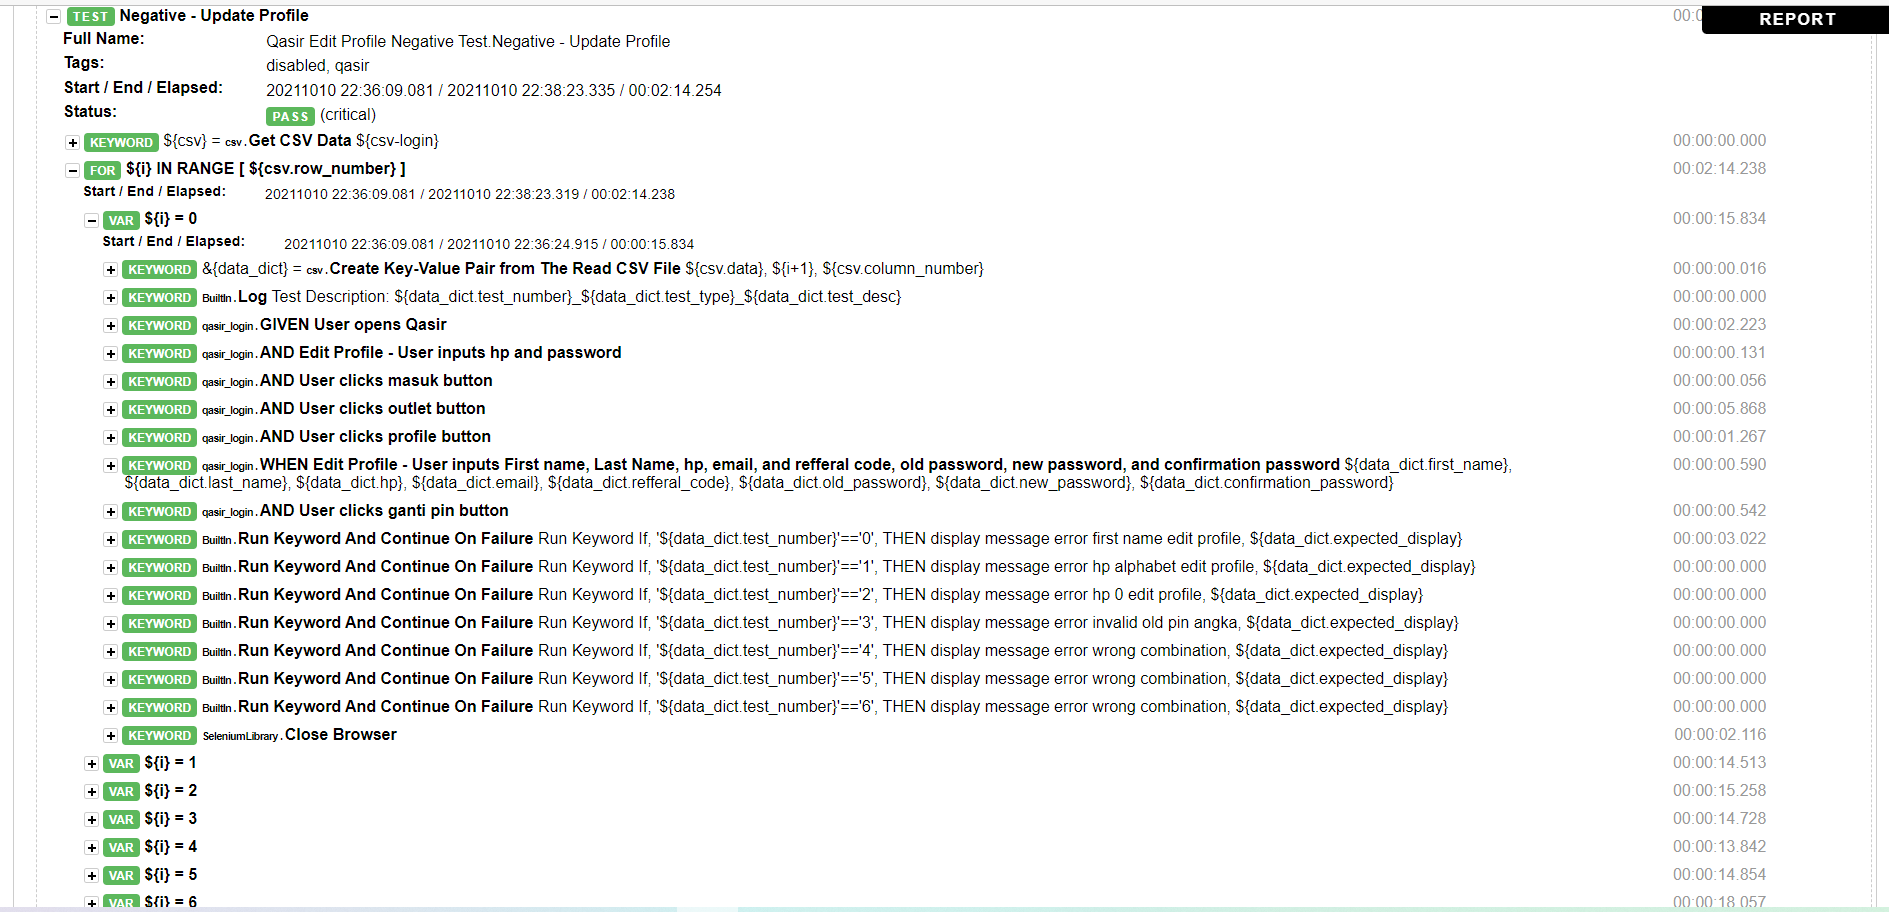 TEST Negative - Update Profile 00:0
REPORT
Full Name: Qasir Edit Profile Negative Test.Negative - Update Profile
Tags: disabled, qasir
Start / End / Elapsed: 20211010 22:36:09.081 / 20211010 22:38:23.335 / 00:02:14.254
Status: PASS (critical)
+ KEYWORD ${csv} = csv.Get CSV Data ${csv-login} 00:00:00.000
− FOR ${i} IN RANGE [ ${csv.row_number} ] 00:02:14.238
Start / End / Elapsed: 20211010 22:36:09.081 / 20211010 22:38:23.319 / 00:02:14.238
− VAR ${i} = 0 00:00:15.834
Start / End / Elapsed: 20211010 22:36:09.081 / 20211010 22:36:24.915 / 00:00:15.834
+ KEYWORD &{data_dict} = csv.Create Key-Value Pair from The Read CSV File ${csv.data}, ${i+1}, ${csv.column_number} 00:00:00.016
+ KEYWORD BuiltIn.Log Test Description: ${data_dict.test_number}_${data_dict.test_type}_${data_dict.test_desc} 00:00:00.000
+ KEYWORD qasir_login.GIVEN User opens Qasir 00:00:02.223
+ KEYWORD qasir_login.AND Edit Profile - User inputs hp and password 00:00:00.131
+ KEYWORD qasir_login.AND User clicks masuk button 00:00:00.056
+ KEYWORD qasir_login.AND User clicks outlet button 00:00:05.868
+ KEYWORD qasir_login.AND User clicks profile button 00:00:01.267
+ KEYWORD qasir_login.WHEN Edit Profile - User inputs First name, Last Name, hp, email, and refferal code, old password, new password, and confirmation password ${data_dict.first_name}, 00:00:00.590
${data_dict.last_name}, ${data_dict.hp}, ${data_dict.email}, ${data_dict.refferal_code}, ${data_dict.old_password}, ${data_dict.new_password}, ${data_dict.confirmation_password}
+ KEYWORD qasir_login.AND User clicks ganti pin button 00:00:00.542
+ KEYWORD BuiltIn.Run Keyword And Continue On Failure Run Keyword If, '${data_dict.test_number}'=='0', THEN display message error first name edit profile, ${data_dict.expected_display} 00:00:03.022
+ KEYWORD BuiltIn.Run Keyword And Continue On Failure Run Keyword If, '${data_dict.test_number}'=='1', THEN display message error hp alphabet edit profile, ${data_dict.expected_display} 00:00:00.000
+ KEYWORD BuiltIn.Run Keyword And Continue On Failure Run Keyword If, '${data_dict.test_number}'=='2', THEN display message error hp 0 edit profile, ${data_dict.expected_display} 00:00:00.000
+ KEYWORD BuiltIn.Run Keyword And Continue On Failure Run Keyword If, '${data_dict.test_number}'=='3', THEN display message error invalid old pin angka, ${data_dict.expected_display} 00:00:00.000
+ KEYWORD BuiltIn.Run Keyword And Continue On Failure Run Keyword If, '${data_dict.test_number}'=='4', THEN display message error wrong combination, ${data_dict.expected_display} 00:00:00.000
+ KEYWORD BuiltIn.Run Keyword And Continue On Failure Run Keyword If, '${data_dict.test_number}'=='5', THEN display message error wrong combination, ${data_dict.expected_display} 00:00:00.000
+ KEYWORD BuiltIn.Run Keyword And Continue On Failure Run Keyword If, '${data_dict.test_number}'=='6', THEN display message error wrong combination, ${data_dict.expected_display} 00:00:00.000
+ KEYWORD SeleniumLibrary.Close Browser 00:00:02.116
+ VAR ${i} = 1 00:00:14.513
+ VAR ${i} = 2 00:00:15.258
+ VAR ${i} = 3 00:00:14.728
+ VAR ${i} = 4 00:00:13.842
+ VAR ${i} = 5 00:00:14.854
+ VAR ${i} = 6 00:00:18.057